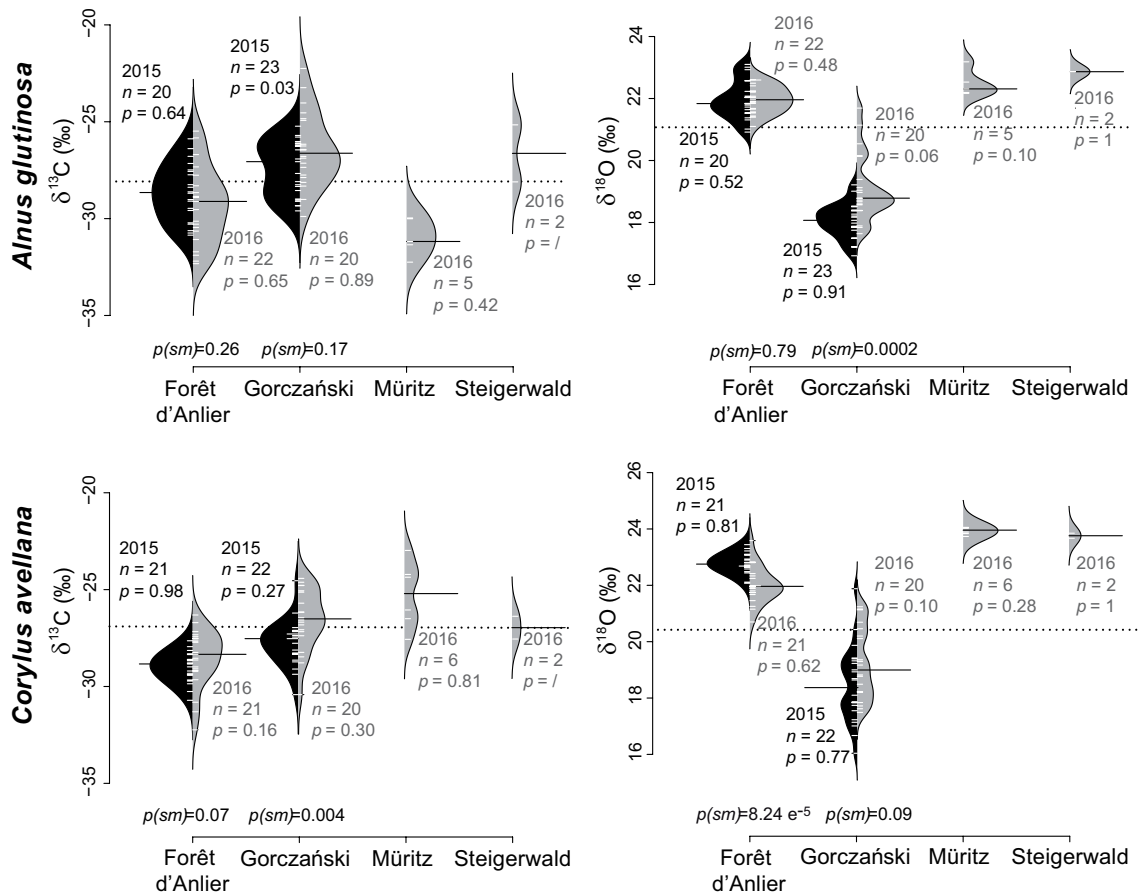 Alnus glutinosa
δ13C (‰)
-20
-25
-30
-35
2015
n = 20
p = 0.64
2015
n = 23
p = 0.03
2016
n = 22
p = 0.65
2016
n = 20
p = 0.89
2016
n = 5
p = 0.42
2016
n = 2
p = /
p(sm)=0.26
p(sm)=0.17
Forêt
d'Anlier
Gorczański
Müritz
Steigerwald
δ18O (‰)
24
22
20
18
16
2015
n = 20
p = 0.52
2016
n = 22
p = 0.48
2015
n = 23
p = 0.91
2016
n = 20
p = 0.06
2016
n = 5
p = 0.10
2016
n = 2
p = 1
p(sm)=0.79
p(sm)=0.0002
Forêt
d'Anlier
Gorczański
Müritz
Steigerwald
Corylus avellana
δ13C (‰)
-20
-25
-30
-35
2015
n = 21
p = 0.98
2015
n = 22
p = 0.27
2016
n = 21
p = 0.16
2016
n = 20
p = 0.30
2016
n = 6
p = 0.81
2016
n = 2
p = /
p(sm)=0.07
p(sm)=0.004
Forêt
d'Anlier
Gorczański
Müritz
Steigerwald
δ18O (‰)
26
24
22
20
18
16
2015
n = 21
p = 0.81
2016
n = 21
p = 0.62
2015
n = 22
p = 0.77
2016
n = 20
p = 0.10
2016
n = 6
p = 0.28
2016
n = 2
p = 1
p(sm)=8.24 e-5
p(sm)=0.09
Forêt
d'Anlier
Gorczański
Müritz
Steigerwald